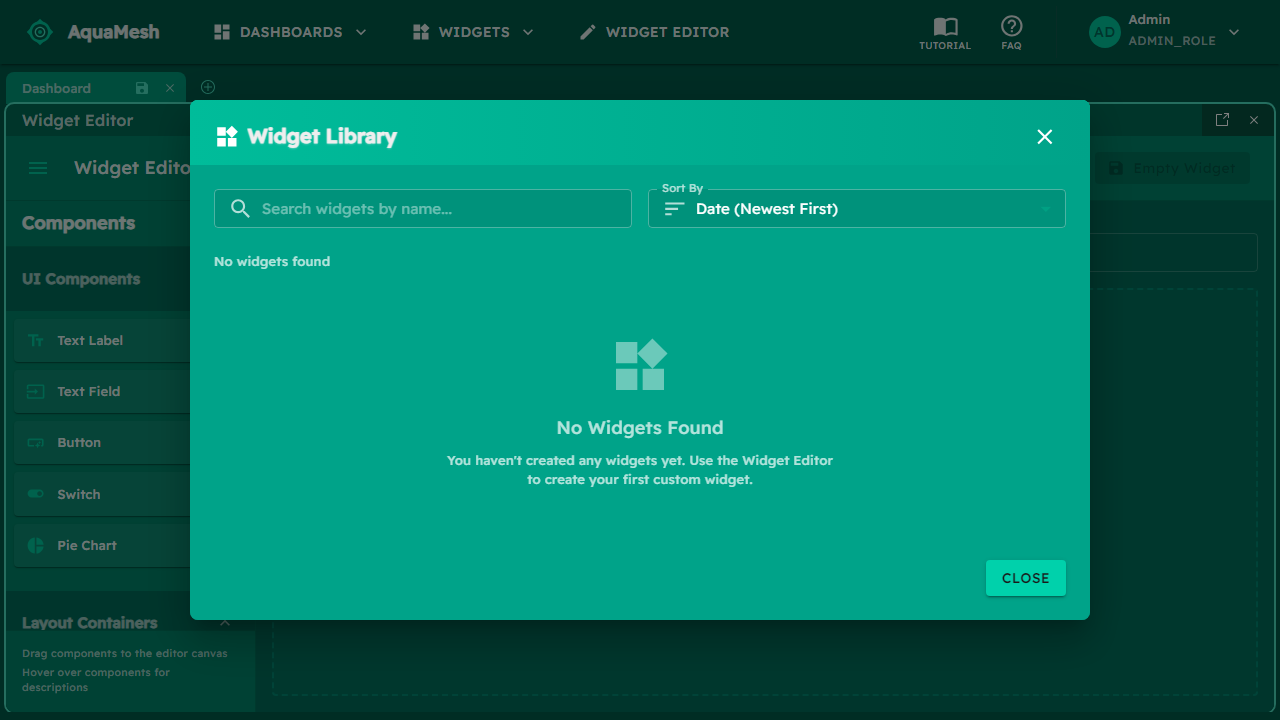 AquaMesh
DASHBOARDS
WIDGETS
WIDGET EDITOR
TUTORIAL
FAQ
AD
Admin
ADMIN_ROLE
Dashboard
Widget Editor
Widget Edito
Empty Widget
Components
UI Components
Text Label
Text Field
Button
Switch
Pie Chart
Layout Containers
Drag components to the editor canvas
Hover over components for
descriptions
Widget Library
Search widgets by name...
Sort By
Date (Newest First)
No widgets found
No Widgets Found
You haven't created any widgets yet. Use the Widget Editor
to create your first custom widget.
CLOSE